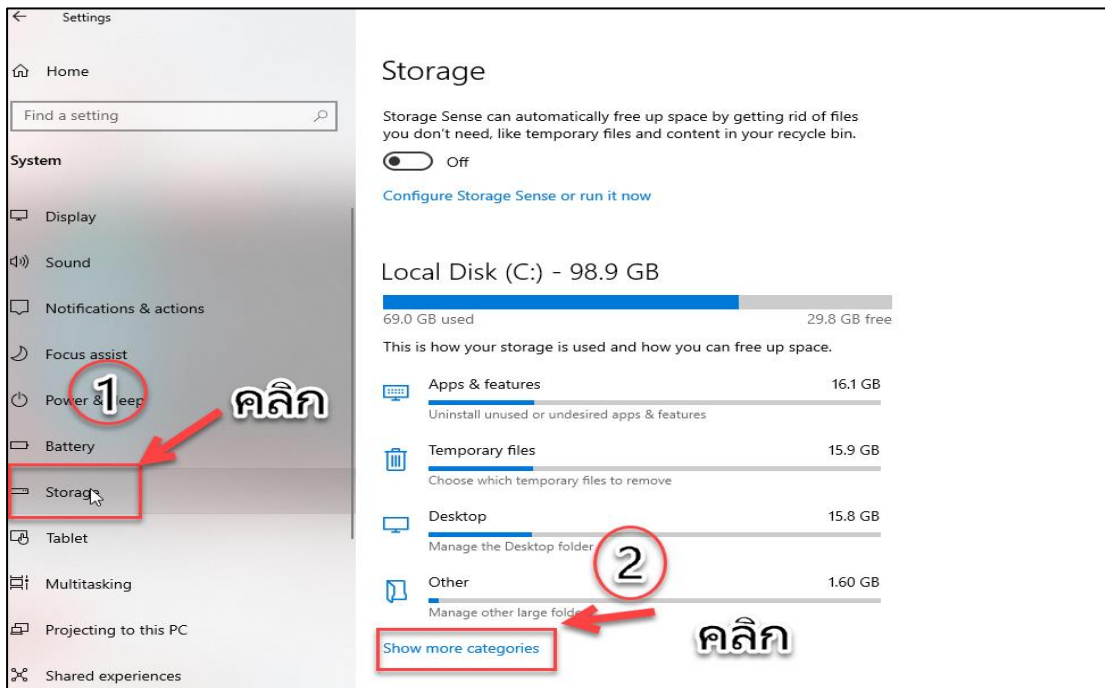 Settings
Home
Find a setting
System
Display
Sound
Notifications & actions
Focus assist
1
คลิก
Power & sleep
Battery
Storage
Tablet
Multitasking
Projecting to this PC
Shared experiences
Storage
Storage Sense can automatically free up space by getting rid of files
you don't need, like temporary files and content in your recycle bin.
Off
Configure Storage Sense or run it now
Local Disk (C:) - 98.9 GB
69.0 GB used 29.8 GB free
This is how your storage is used and how you can free up space.
Apps & features 16.1 GB
Uninstall unused or undesired apps & features
Temporary files 15.9 GB
Choose which temporary files to remove
Desktop 15.8 GB
Manage the Desktop folder
2
Other 1.60 GB
Manage other large folders
คลิก
Show more categories